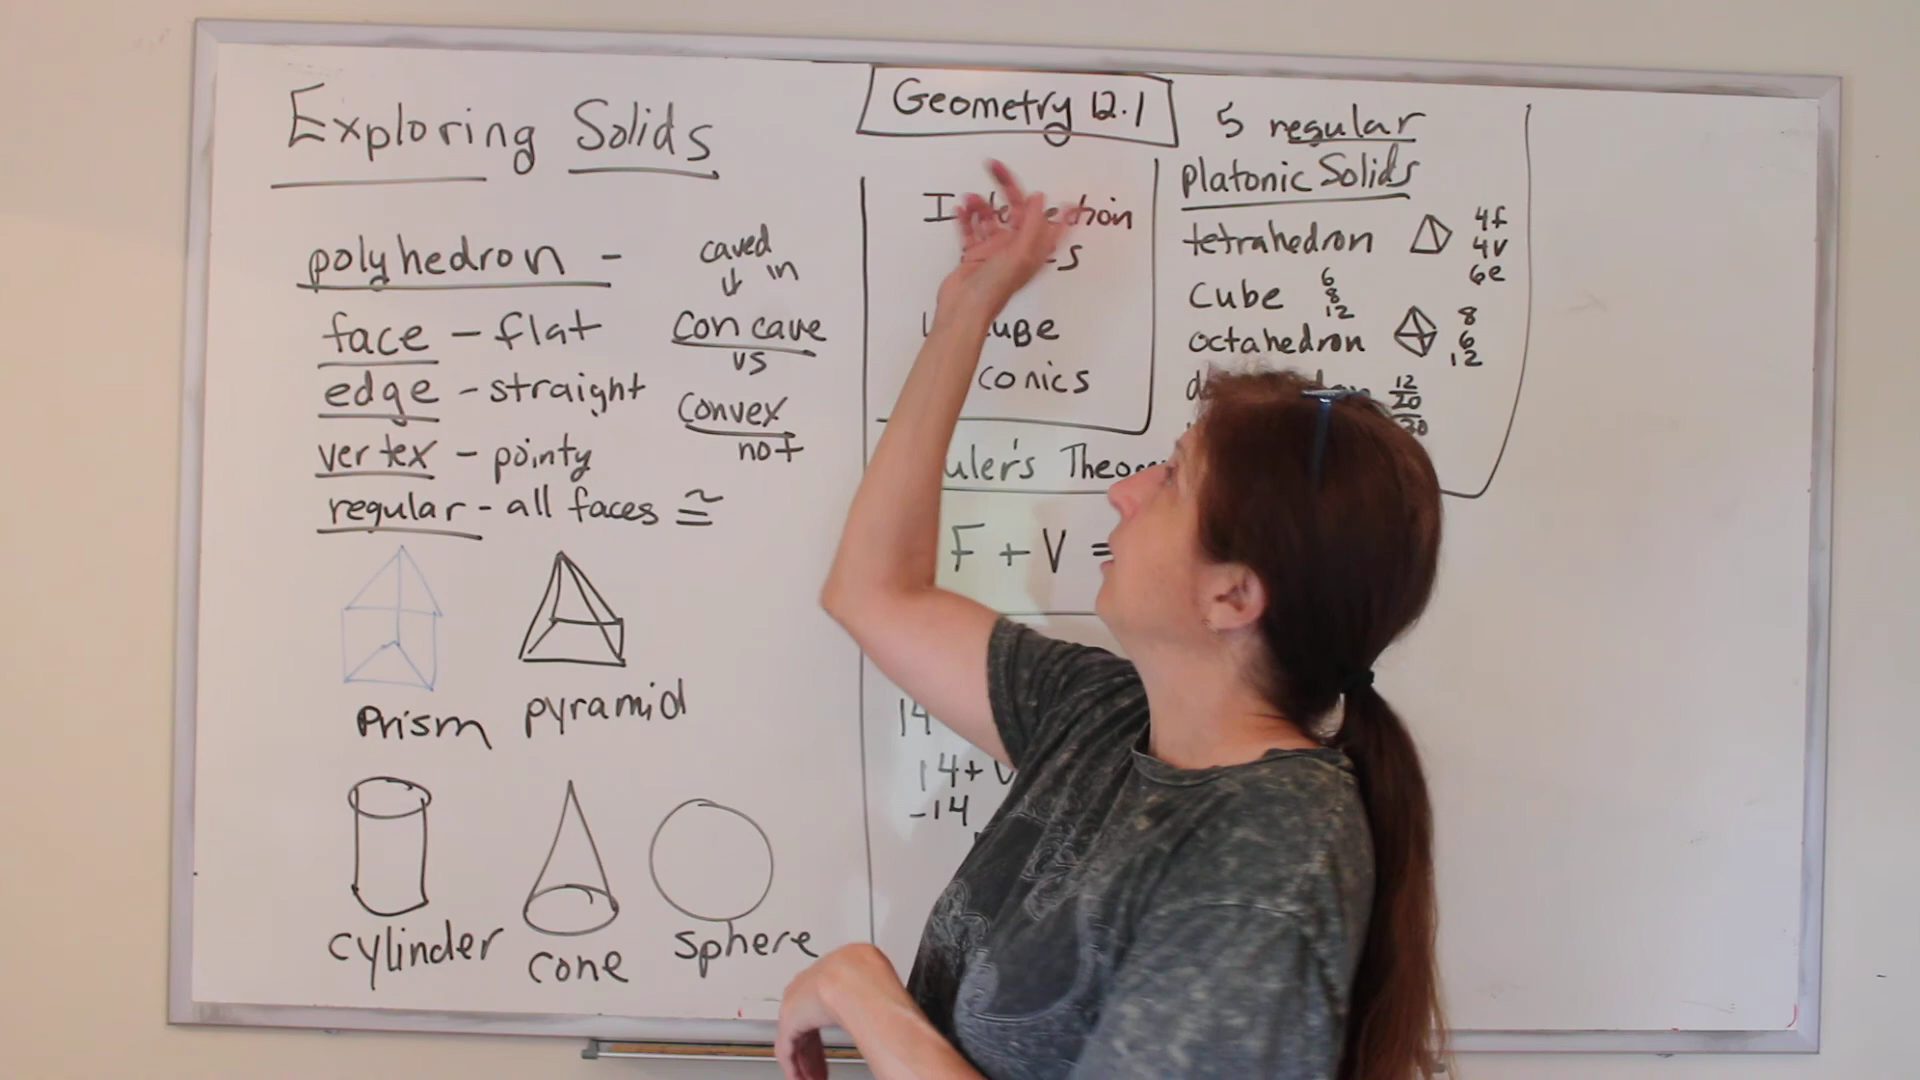 Exploring Solids
polyhedron -
face - flat
edge - straight
vertex - pointy
regular - all faces ≅
caved
↓ in
Concave
vs
Convex
not
Prism
pyramid
cylinder
cone
sphere
Geometry 12.1
conics
Theo
F + V =
14
14+
-14
5 regular
Platonic Solids
tetrahedron
4f
4v
6e
Cube
6
8
12
octahedron
8
6
12
12
20
30